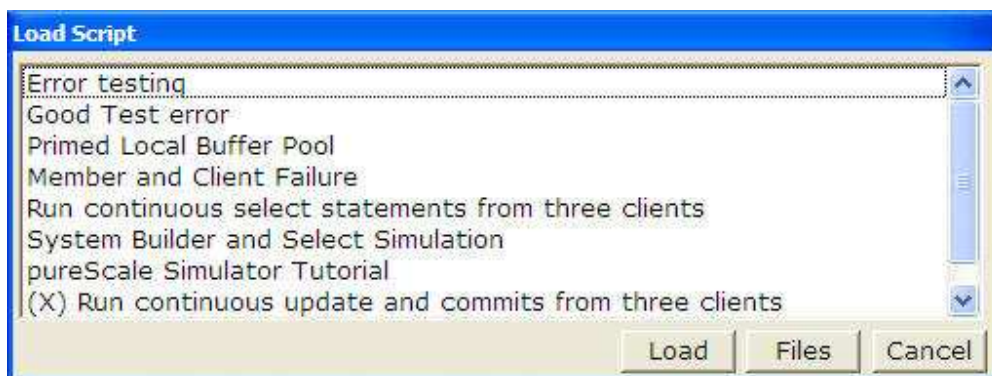 Load Script
Error testing
Good Test error
Primed Local Buffer Pool
Member and Client Failure
Run continuous select statements from three clients
System Builder and Select Simulation
pureScale Simulator Tutorial
(X) Run continuous update and commits from three clients
Load Files Cancel